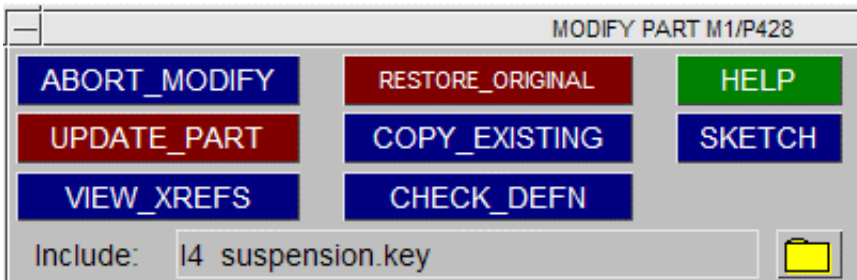 MODIFY PART M1/P428
ABORT_MODIFY RESTORE_ORIGINAL HELP
UPDATE_PART COPY_EXISTING SKETCH
VIEW_XREFS CHECK_DEFN
Include: I4 suspension.key